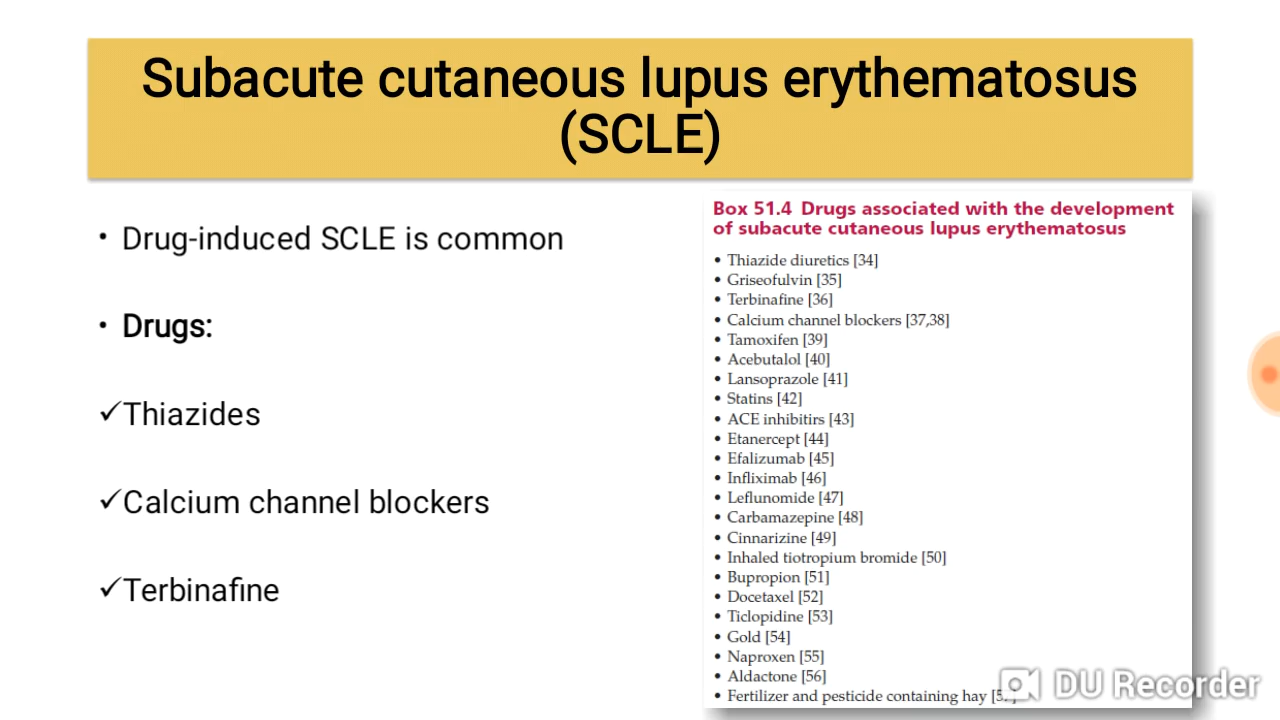 Subacute cutaneous lupus erythematosus
(SCLE)
• Drug-induced SCLE is common
• Drugs:
✓Thiazides
✓Calcium channel blockers
✓Terbinafine
Box 51.4 Drugs associated with the development
of subacute cutaneous lupus erythematosus
• Thiazide diuretics [34]
• Griseofulvin [35]
• Terbinafine [36]
• Calcium channel blockers [37,38]
• Tamoxifen [39]
• Acebutalol [40]
• Lansoprazole [41]
• Statins [42]
• ACE inhibitirs [43]
• Etanercept [44]
• Efalizumab [45]
• Infliximab [46]
• Leflunomide [47]
• Carbamazepine [48]
• Cinnarizine [49]
• Inhaled tiotropium bromide [50]
• Bupropion [51]
• Docetaxel [52]
• Ticlopidine [53]
• Gold [54]
• Naproxen [55]
• Aldactone [56]
• Fertilizer and pesticide containing hay
DU Recorder